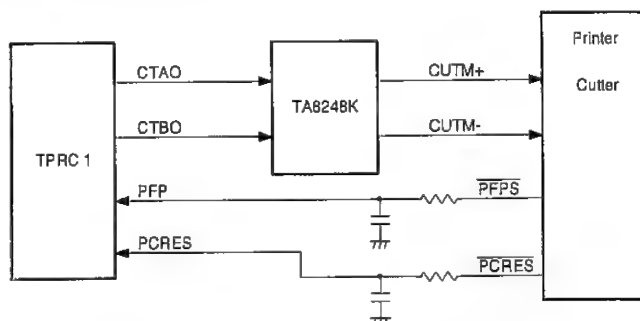 Printer
CTAO
CUTM+
Cutter
TA8248K
CTBO
CUTM-
TPRC 1
PFP
PFPS
PCRES
PCRES